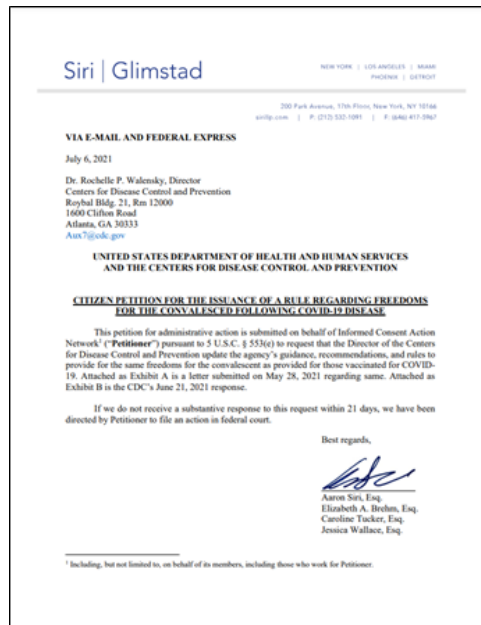 Siri | Glimstad
NEW YORK | LOS ANGELES | MIAMI
PHOENIX | DETROIT
200 Park Avenue, 17th Floor, New York, NY 10166
sirillp.com | P: (212) 532-1091 | F: (646) 417-5967
VIA E-MAIL AND FEDERAL EXPRESS
July 6, 2021
Dr. Rochelle P. Walensky, Director
Centers for Disease Control and Prevention
Roybal Bldg. 21, Rm 12000
1600 Clifton Road
Atlanta, GA 30333
Aux7@cdc.gov
UNITED STATES DEPARTMENT OF HEALTH AND HUMAN SERVICES
AND THE CENTERS FOR DISEASE CONTROL AND PREVENTION
CITIZEN PETITION FOR THE ISSUANCE OF A RULE REGARDING FREEDOMS
FOR THE CONVALESCED FOLLOWING COVID-19 DISEASE
This petition for administrative action is submitted on behalf of Informed Consent Action
Network¹ (“Petitioner”) pursuant to 5 U.S.C. § 553(e) to request that the Director of the Centers
for Disease Control and Prevention update the agency’s guidance, recommendations, and rules to
provide for the same freedoms for the convalescent as provided for those vaccinated for COVID-
19. Attached as Exhibit A is a letter submitted on May 28, 2021 regarding same. Attached as
Exhibit B is the CDC’s June 21, 2021 response.
If we do not receive a substantive response to this request within 21 days, we have been
directed by Petitioner to file an action in federal court.
Best regards,
Aaron Siri, Esq.
Elizabeth A. Brehm, Esq.
Caroline Tucker, Esq.
Jessica Wallace, Esq.
¹ Including, but not limited to, on behalf of its members, including those who work for Petitioner.